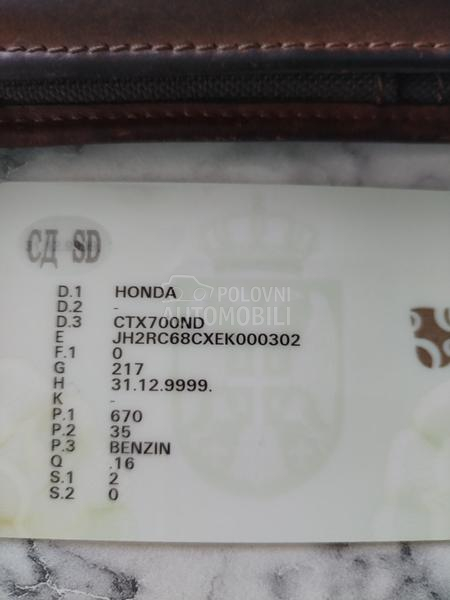 СД SD
D.1 HONDA
D.2 -
D.3 CTX700ND
E JH2RC68CXEK000302
F.1 0
G 217
H 31.12.9999.
K -
P.1 670
P.2 35
P.3 BENZIN
Q .16
S.1 2
S.2 0
POLOVNI
AUTOMOBILI